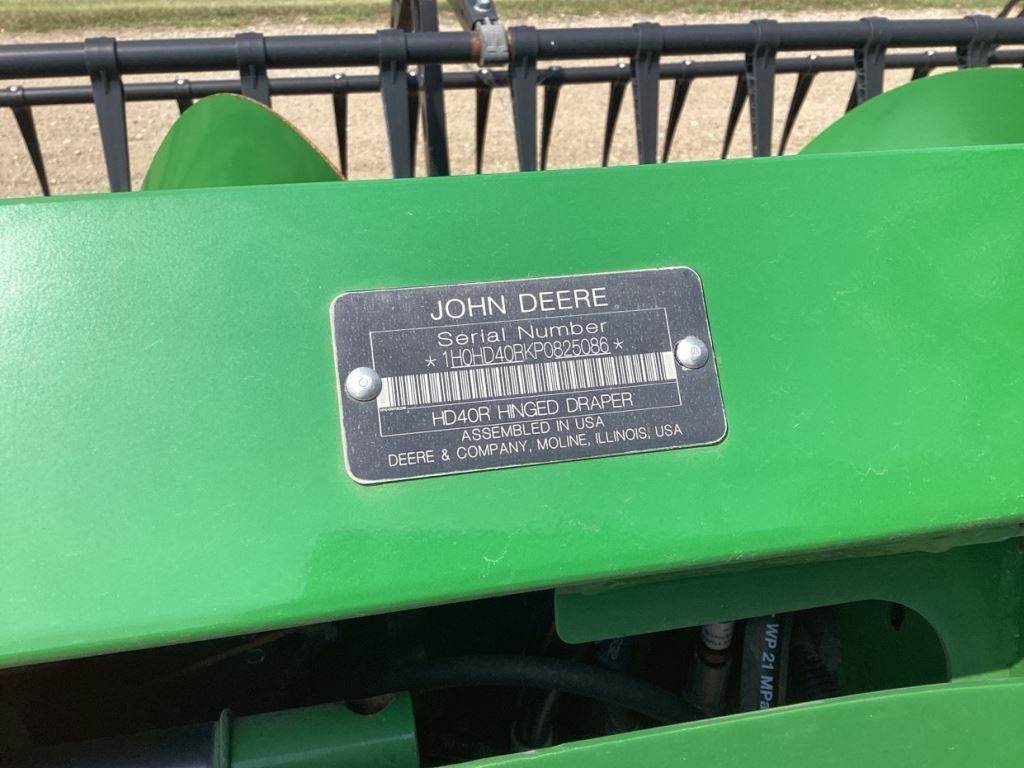 JOHN DEERE
Serial Number
*1H0HD40RKP0825086*
HD40R HINGED DRAPER
ASSEMBLED IN USA
DEERE & COMPANY, MOLINE, ILLINOIS, USA
WP 21 MPa